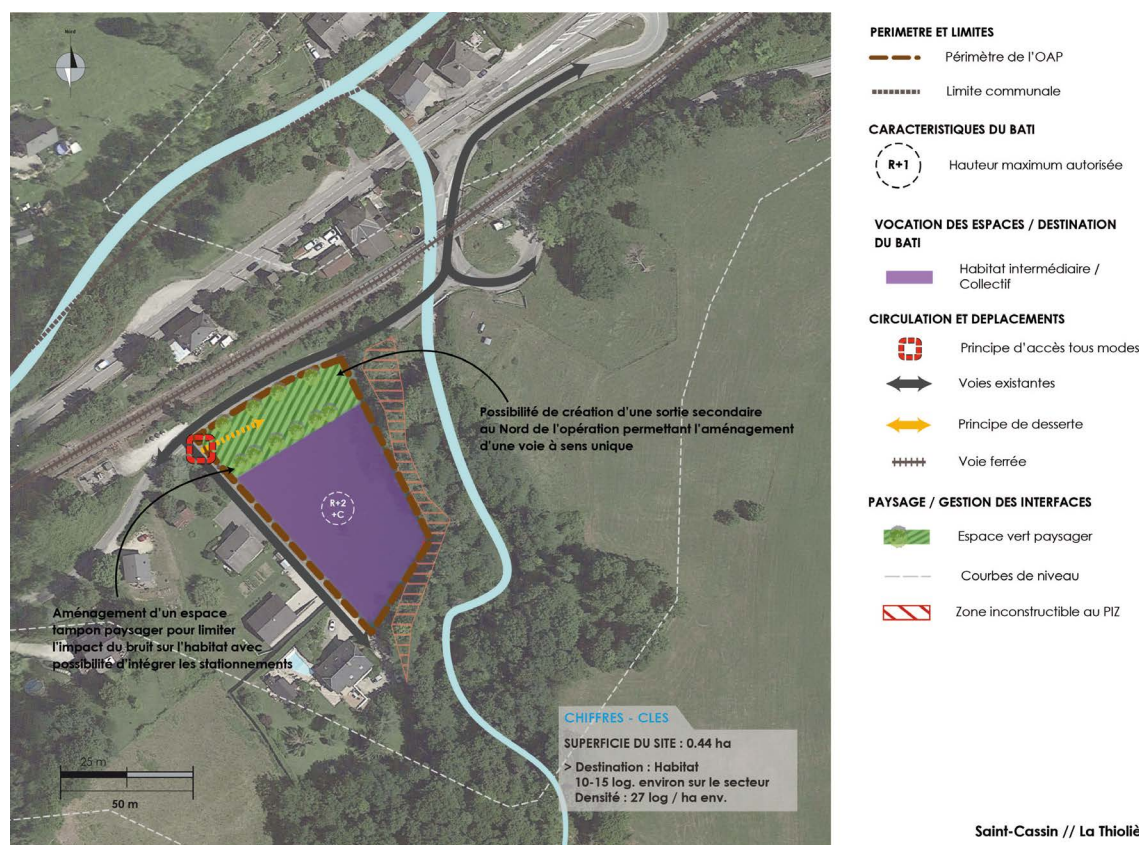 Nord
Possibilité de création d'une sortie secondaire
au Nord de l'opération permettant l'aménagement
d'une voie à sens unique
R+2
+C
Aménagement d'un espace
tampon paysager pour limiter
l'impact du bruit sur l'habitat avec
possibilité d'intégrer les stationnements
25 m
50 m
CHIFFRES - CLES
SUPERFICIE DU SITE : 0.44 ha
> Destination : Habitat
10-15 log. environ sur le secteur
Densité : 27 log / ha env.
PERIMETRE ET LIMITES
Périmètre de l'OAP
Limite communale
CARACTERISTIQUES DU BATI
R+1
Hauteur maximum autorisée
VOCATION DES ESPACES / DESTINATION
DU BATI
Habitat intermédiaire /
Collectif
CIRCULATION ET DEPLACEMENTS
Principe d'accès tous modes
Voies existantes
Principe de desserte
Voie ferrée
PAYSAGE / GESTION DES INTERFACES
Espace vert paysager
Courbes de niveau
Zone inconstructible au PIZ
Saint-Cassin // La Thioliè